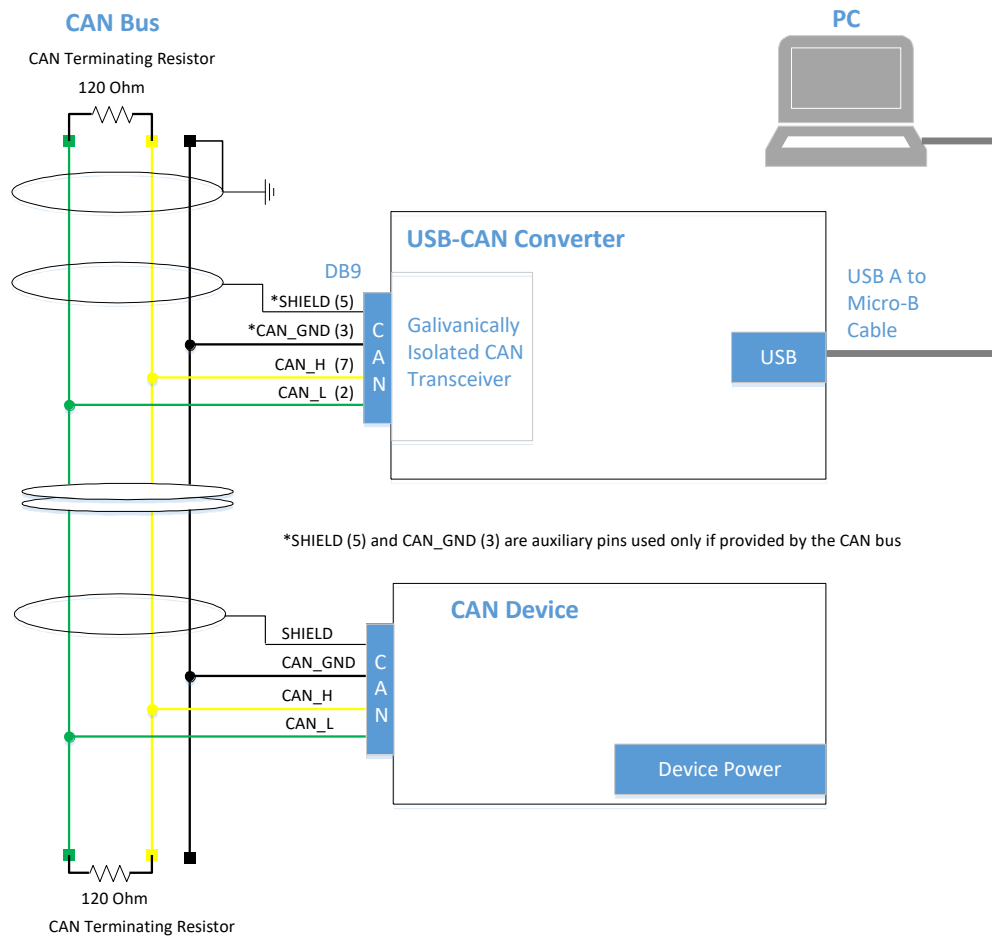 CAN Bus
PC
CAN Terminating Resistor
120 Ohm
USB-CAN Converter
DB9
*SHIELD (5)
*CAN_GND (3)
CAN_H (7)
CAN_L (2)
C
A
N
Galivanically
Isolated CAN
Transceiver
USB
USB A to
Micro-B
Cable
*SHIELD (5) and CAN_GND (3) are auxiliary pins used only if provided by the CAN bus
CAN Device
SHIELD
CAN_GND
CAN_H
CAN_L
C
A
N
Device Power
120 Ohm
CAN Terminating Resistor